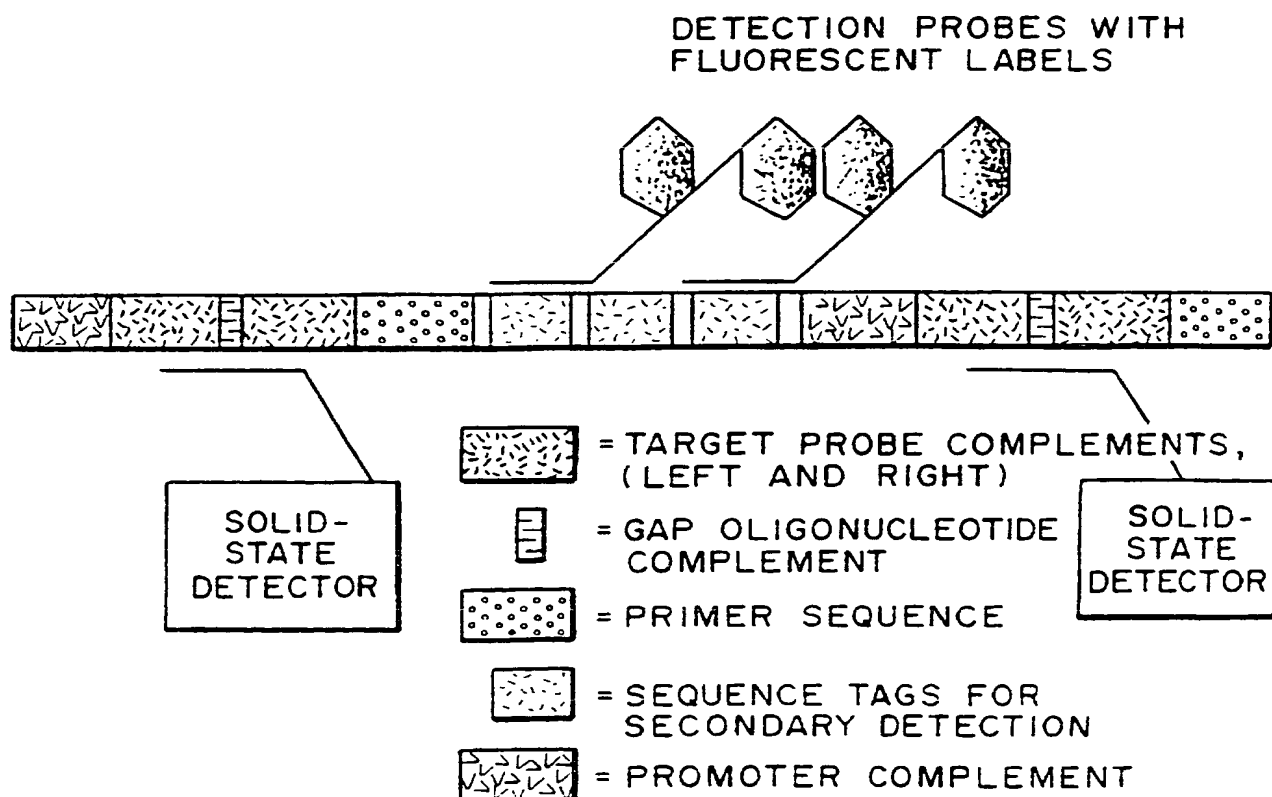 DETECTION PROBES WITH
FLUORESCENT LABELS
= TARGET PROBE COMPLEMENTS,
(LEFT AND RIGHT)
SOLID-
STATE
DETECTOR
= GAP OLIGONUCLEOTIDE
COMPLEMENT
SOLID-
STATE
DETECTOR
= PRIMER SEQUENCE
= SEQUENCE TAGS FOR
SECONDARY DETECTION
= PROMOTER COMPLEMENT